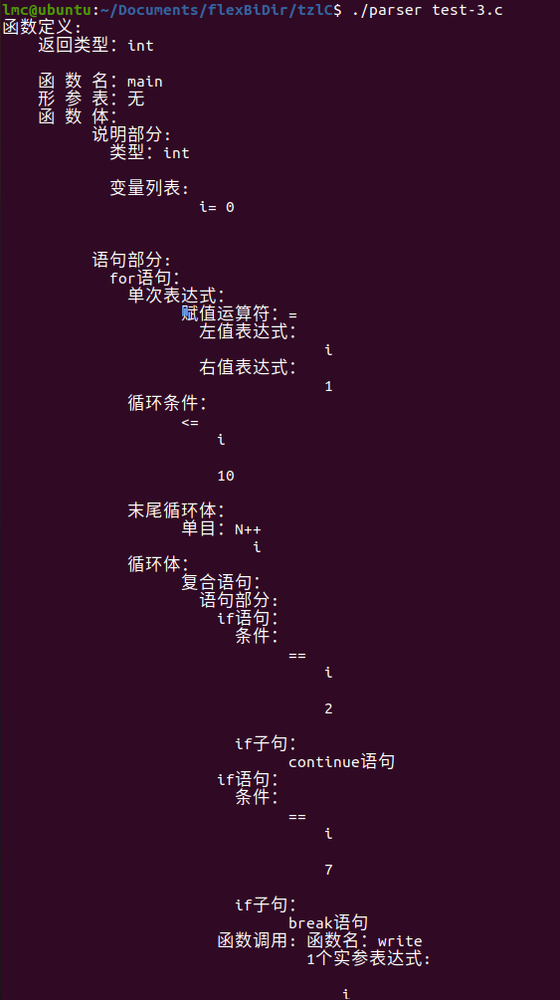 lmc@ubuntu:~/Documents/flexBiDir/tzlC$ ./parser test-3.c
函数定义:
返回类型: int
函 数 名: main
形 参 表: 无
函 数 体:
说明部分:
类型: int
变量列表:
i= 0
语句部分:
for语句:
单次表达式:
赋值运算符: =
左值表达式:
i
右值表达式:
1
循环条件:
<=
i
10
末尾循环体:
单目: N++
i
循环体:
复合语句:
语句部分:
if语句:
条件:
==
i
2
if子句:
continue语句
if语句:
条件:
==
i
7
if子句:
break语句
函数调用: 函数名: write
1个实参表达式:
i